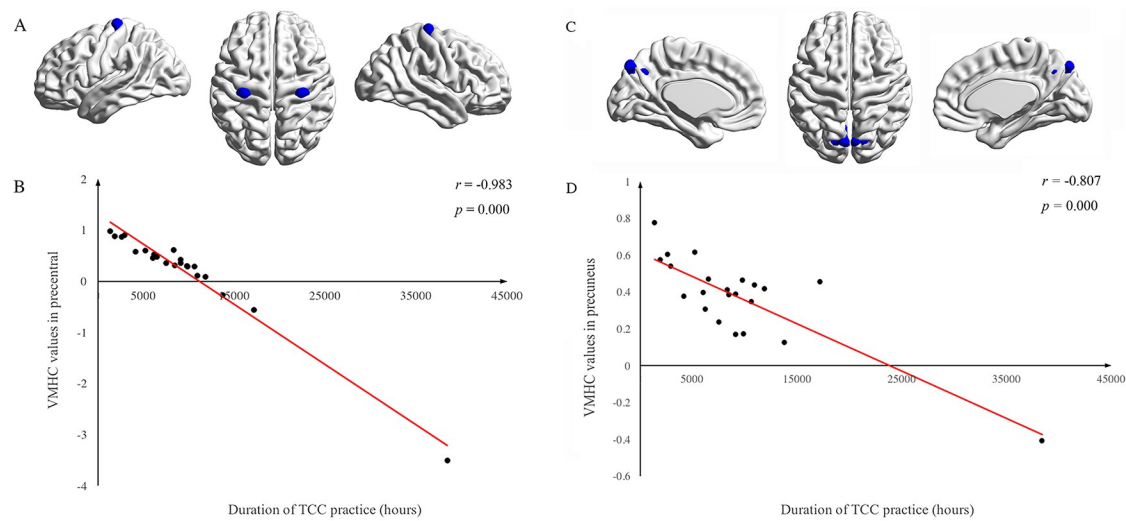 A
C
B
2
r = -0.983
p = 0.000
1
0
5000
15000
25000
35000
45000
-1
-2
-3
-4
VMHC values in precentral
Duration of TCC practice (hours)
D
1
r = -0.807
p = 0.000
0.8
0.6
0.4
0.2
0
5000
15000
25000
35000
45000
-0.2
-0.4
-0.6
VMHC values in precuneus
Duration of TCC practice (hours)